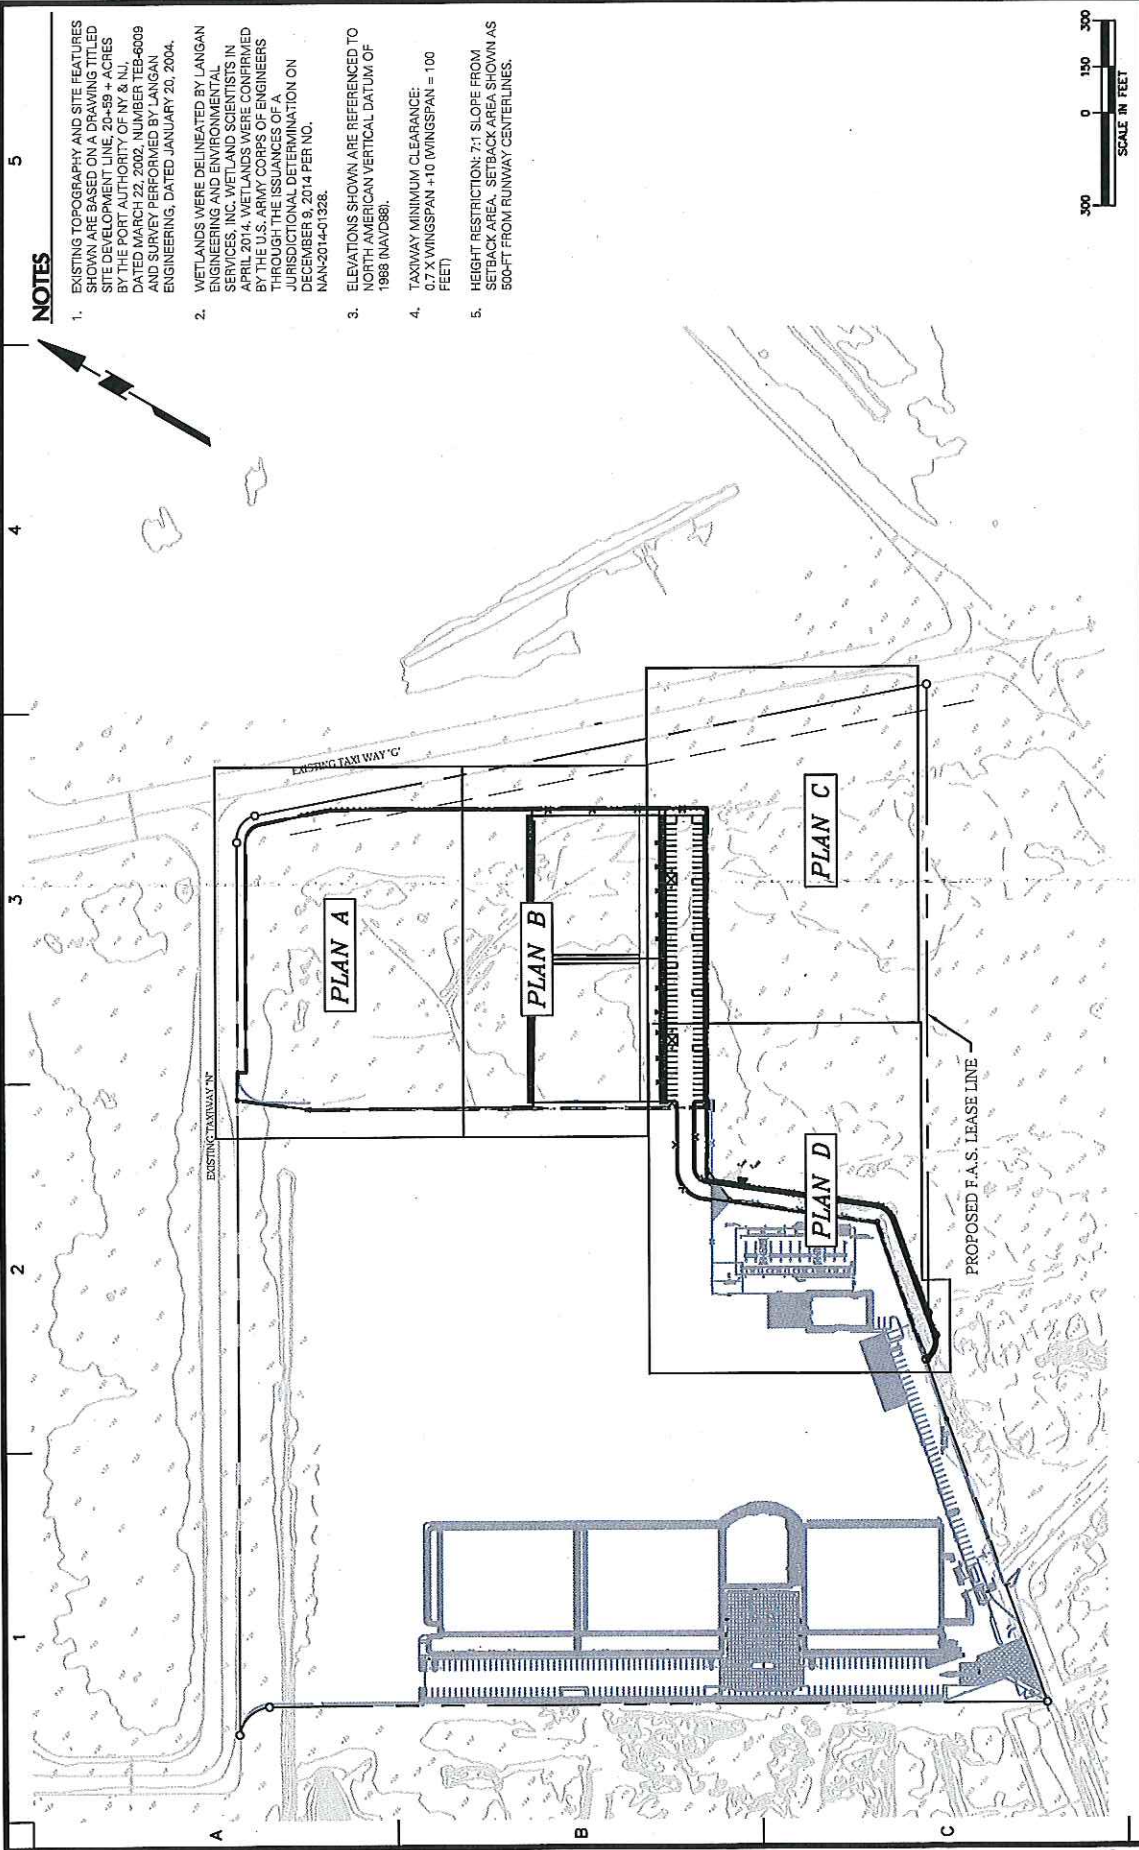 1
2
3
4
5
A
B
C
NOTES
1. EXISTING TOPOGRAPHY AND SITE FEATURES
SHOWN ARE BASED ON A DRAWING TITLED
SITE DEVELOPMENT LINE, 20+59 + ACRES
BY THE PORT AUTHORITY OF NY & NJ,
DATED MARCH 22, 2002, NUMBER TEB-6009
AND SURVEY PERFORMED BY LANGAN
ENGINEERING, DATED JANUARY 20, 2004.
2. WETLANDS WERE DELINEATED BY LANGAN
ENGINEERING AND ENVIRONMENTAL
SERVICES, INC. WETLAND SCIENTISTS IN
APRIL 2014. WETLANDS WERE CONFIRMED
BY THE U.S. ARMY CORPS OF ENGINEERS
THROUGH THE ISSUANCES OF A
JURISDICTIONAL DETERMINATION ON
DECEMBER 9, 2014 PER NO.
NAN-2014-01328.
3. ELEVATIONS SHOWN ARE REFERENCED TO
NORTH AMERICAN VERTICAL DATUM OF
1988 (NAVD88).
4. TAXIWAY MINIMUM CLEARANCE:
0.7 X WINGSPAN +10 (WINGSPAN = 100
FEET)
5. HEIGHT RESTRICTION: 7:1 SLOPE FROM
SETBACK AREA. SETBACK AREA SHOWN AS
500-FT FROM RUNWAY CENTERLINES.
EXISTING TAXIWAY 'N'
EXISTING TAXI WAY 'G'
PLAN A
PLAN B
PLAN C
PLAN D
PROPOSED F.A.S. LEASE LINE
300 0 150 300
SCALE IN FEET